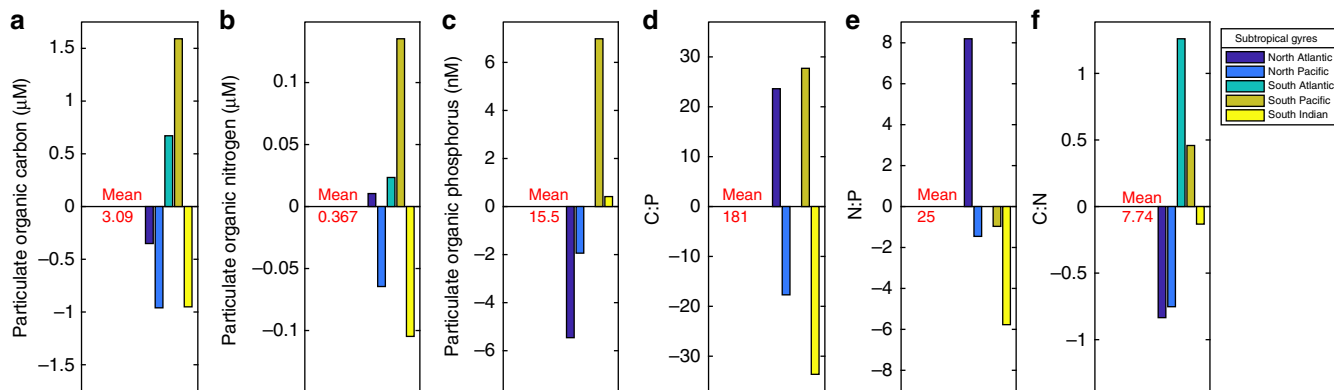 a
Particulate organic carbon (μM)
1.5
1
0.5
0
−0.5
−1
−1.5
Mean
3.09
b
Particulate organic nitrogen (μM)
0.1
0.05
0
−0.05
−0.1
Mean
0.367
c
Particulate organic phosphorus (nM)
6
4
2
0
−2
−4
−6
Mean
15.5
d
C:P
30
20
10
0
−10
−20
−30
Mean
181
e
N:P
8
6
4
2
0
−2
−4
−6
−8
Mean
25
f
C:N
1
0.5
0
−0.5
−1
Mean
7.74
Subtropical gyres
North Atlantic
North Pacific
South Atlantic
South Pacific
South Indian